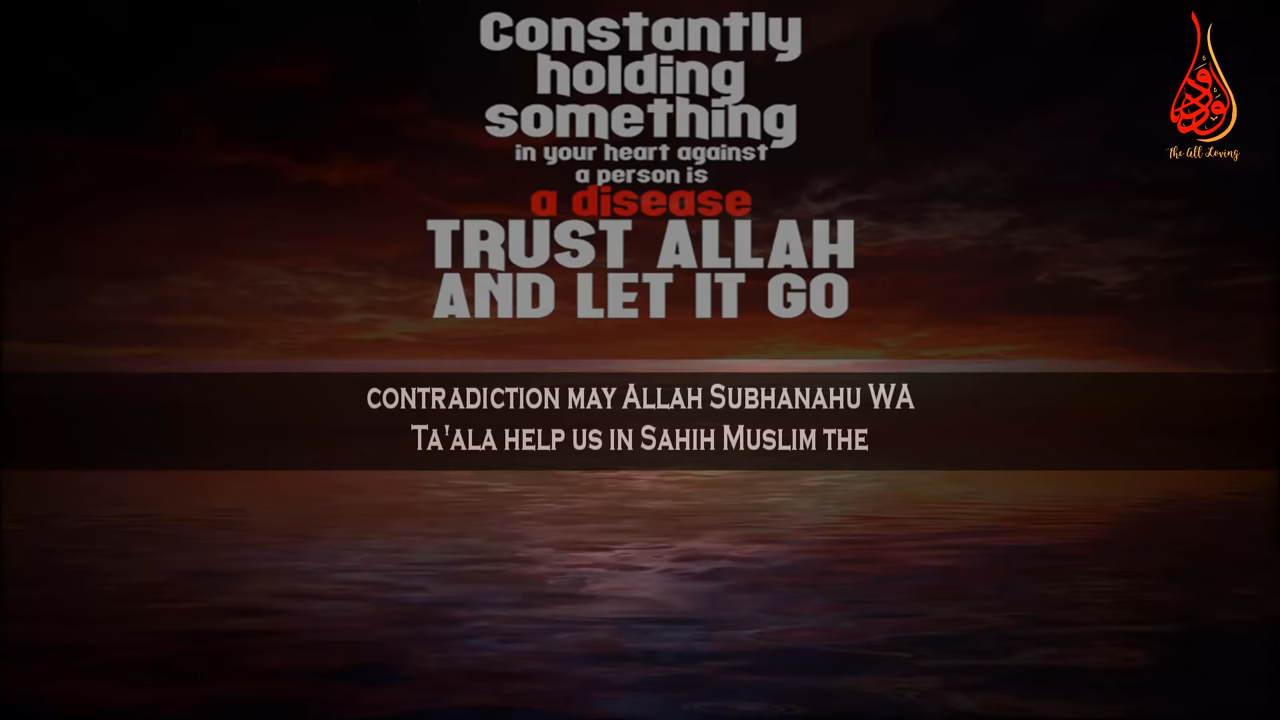 Constantly
holding
something
in your heart against
a person is
a disease
TRUST ALLAH
AND LET IT GO
الودود
The All Loving
CONTRADICTION MAY ALLAH SUBHANAHU WA
TA'ALA HELP US IN SAHIH MUSLIM THE